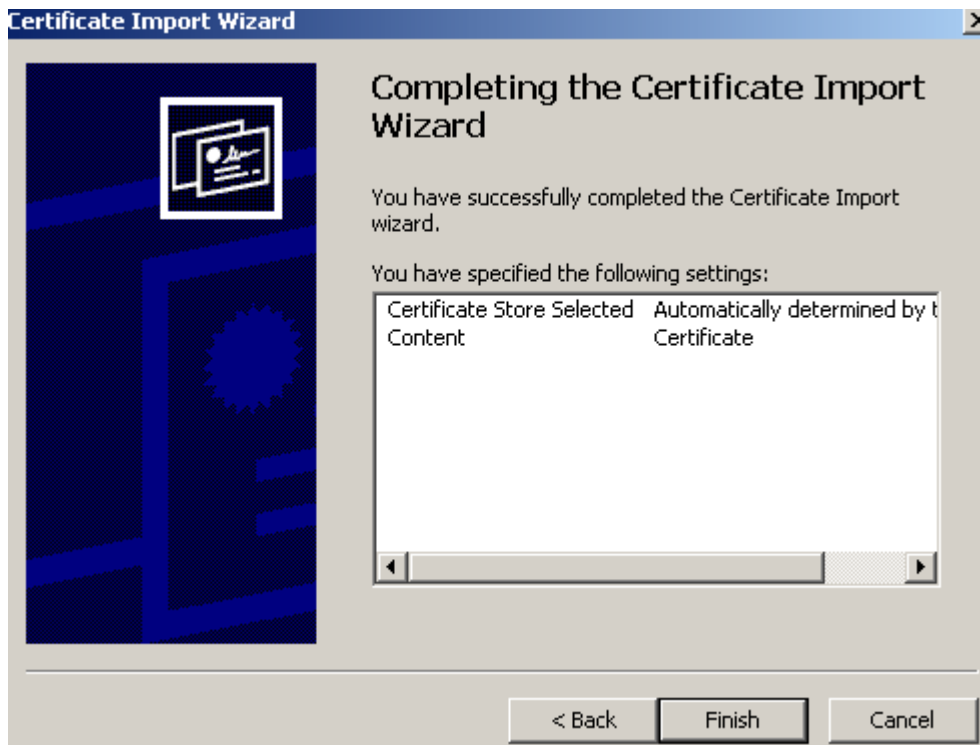 Certificate Import Wizard
Completing the Certificate Import
Wizard
You have successfully completed the Certificate Import
wizard.
You have specified the following settings:
Certificate Store Selected Automatically determined by t
Content Certificate
< Back Finish Cancel